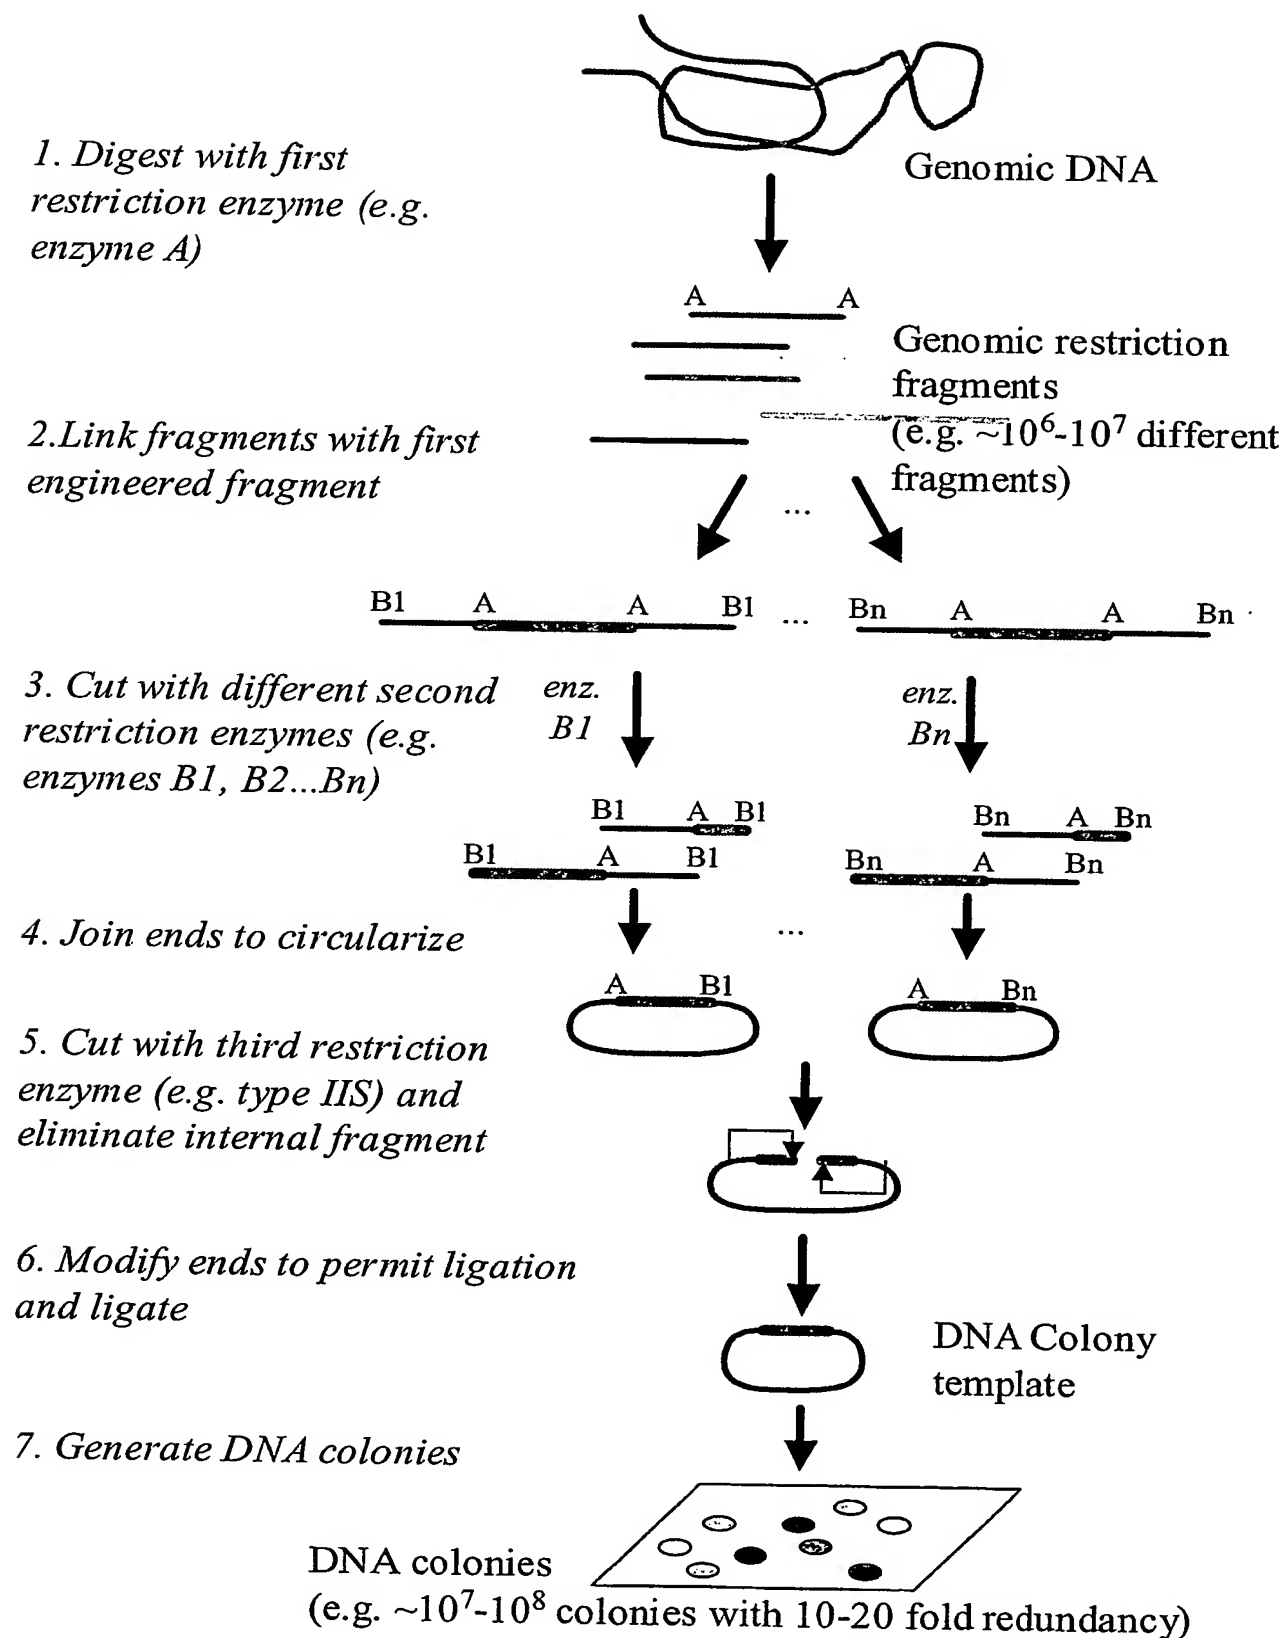 Genomic DNA
1. Digest with first
restriction enzyme (e.g.
enzyme A)
A A
Genomic restriction
fragments
(e.g. ~10⁶-10⁷ different
fragments)
2.Link fragments with first
engineered fragment
...
B1 A A B1 ... Bn A A Bn
3. Cut with different second
restriction enzymes (e.g.
enzymes B1, B2...Bn)
enz.
B1
enz.
Bn
B1 A B1
Bn A Bn
B1 A B1
Bn A Bn
4. Join ends to circularize
...
A B1
A Bn
5. Cut with third restriction
enzyme (e.g. type IIS) and
eliminate internal fragment
6. Modify ends to permit ligation
and ligate
DNA Colony
template
7. Generate DNA colonies
DNA colonies
(e.g. ~10⁷-10⁸ colonies with 10-20 fold redundancy)